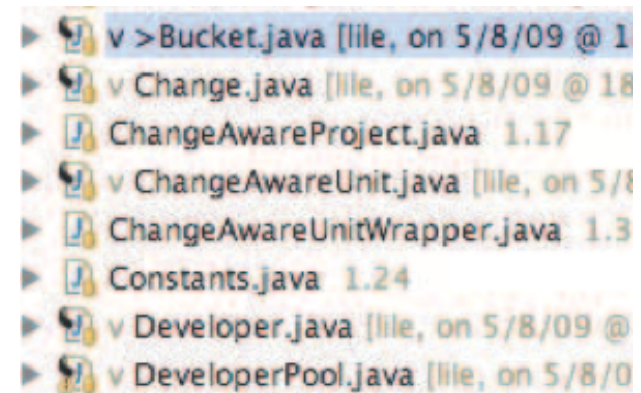 v >Bucket.java [lile, on 5/8/09 @ 1
v Change.java [lile, on 5/8/09 @ 18
ChangeAwareProject.java 1.17
v ChangeAwareUnit.java [lile, on 5/8
ChangeAwareUnitWrapper.java 1.3
Constants.java 1.24
v Developer.java [lile, on 5/8/09 @
v DeveloperPool.java [lile, on 5/8/0